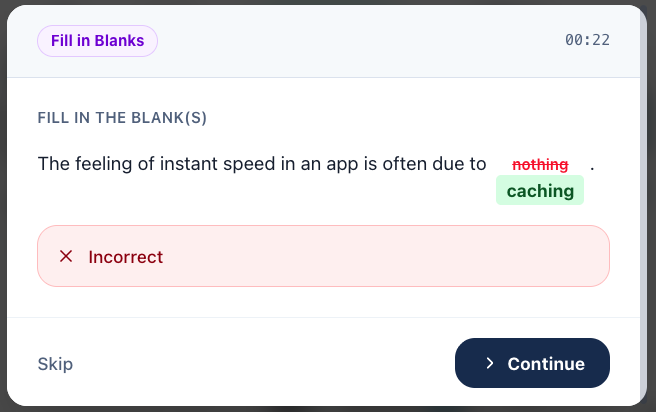 Fill in Blanks
00:22
FILL IN THE BLANK(S)
The feeling of instant speed in an app is often due to nothing .
caching
Incorrect
Skip
Continue